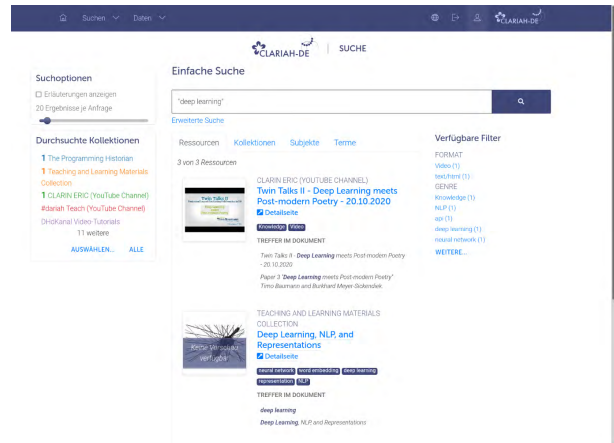 Suchen
Daten
CLARIAH-DE
CLARIAH-DE
SUCHE
Suchoptionen
Erläuterungen anzeigen
20 Ergebnisse je Anfrage
Durchsuchte Kollektionen
1 The Programming Historian
1 Teaching and Learning Materials
Collection
1 CLARIN ERIC (YouTube Channel)
#dariah Teach (YouTube Channel)
DHoKanal Video-Tutorials
11 weitere
AUSWÄHLEN... ALLE
Einfache Suche
"deep learning"
Erweiterte Suche
Ressourcen Kollektionen Subjekte Terme
3 von 3 Ressourcen
CLARIN ERIC (YOUTUBE CHANNEL)
Twin Talks II - Deep Learning meets
Post-modern Poetry - 20.10.2020
Detailseite
Knowledge Video
TREFFER IM DOKUMENT
Twin Talks II - Deep Learning meets Post-modern Poetry
- 20.10.2020
Paper 3 "Deep Learning meets Post-modern Poetry"
Timo Baumann and Burkhard Meyer-Sickendiek
Twin Talks II
TEACHING AND LEARNING MATERIALS
COLLECTION
Deep Learning, NLP, and
Representations
Detailseite
neural network word embedding deep learning
representation NLP
TREFFER IM DOKUMENT
deep learning
Deep Learning, NLP, and Representations
Keine Vorschau
verfügbar
Verfügbare Filter
FORMAT
Video (1)
text/html (1)
GENRE
Knowledge (1)
NLP (1)
api (1)
deep learning (1)
neural network (1)
WEITERE...